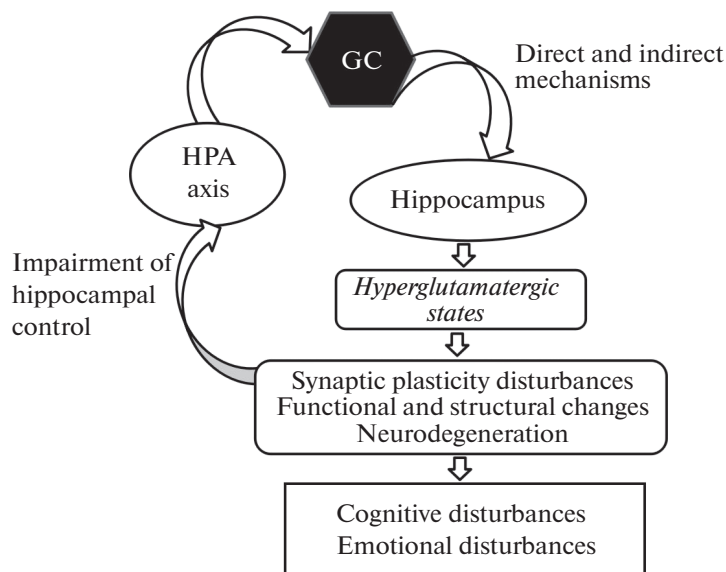 GC
Direct and indirect
mechanisms
HPA
axis
Hippocampus
Impairment of
hippocampal
control
Hyperglutamatergic
states
Synaptic plasticity disturbances
Functional and structural changes
Neurodegeneration
Cognitive disturbances
Emotional disturbances